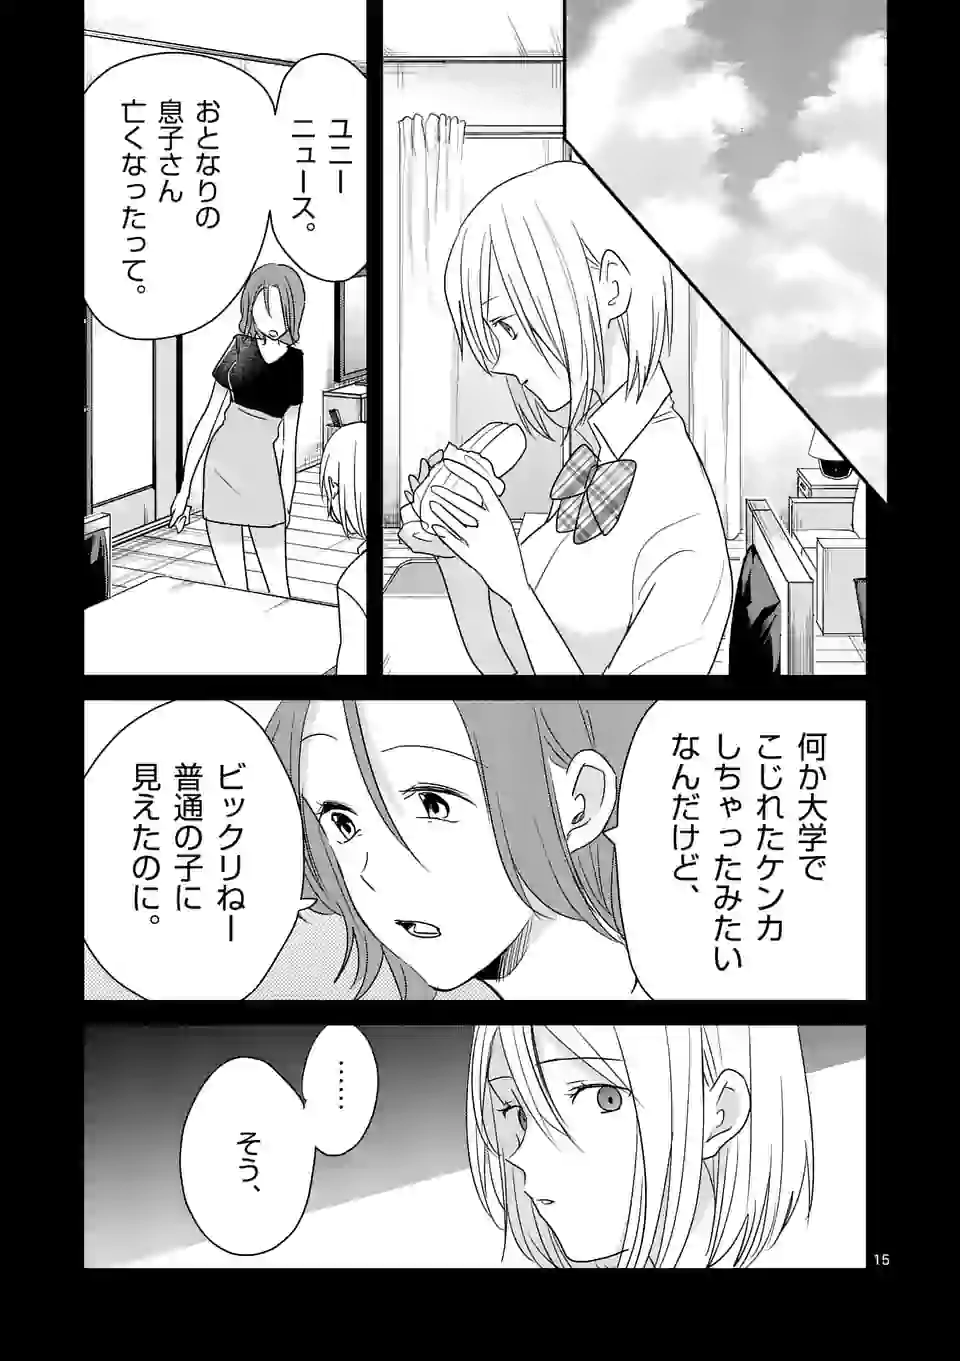 ユニー
ニュース。
おとなりの
息子さん
亡くなったって。
何か大学で
こじれたケンカ
しちゃったみたい
なんだけど、
ビックリねー
普通の子に
見えたのに。
……
そう、
15